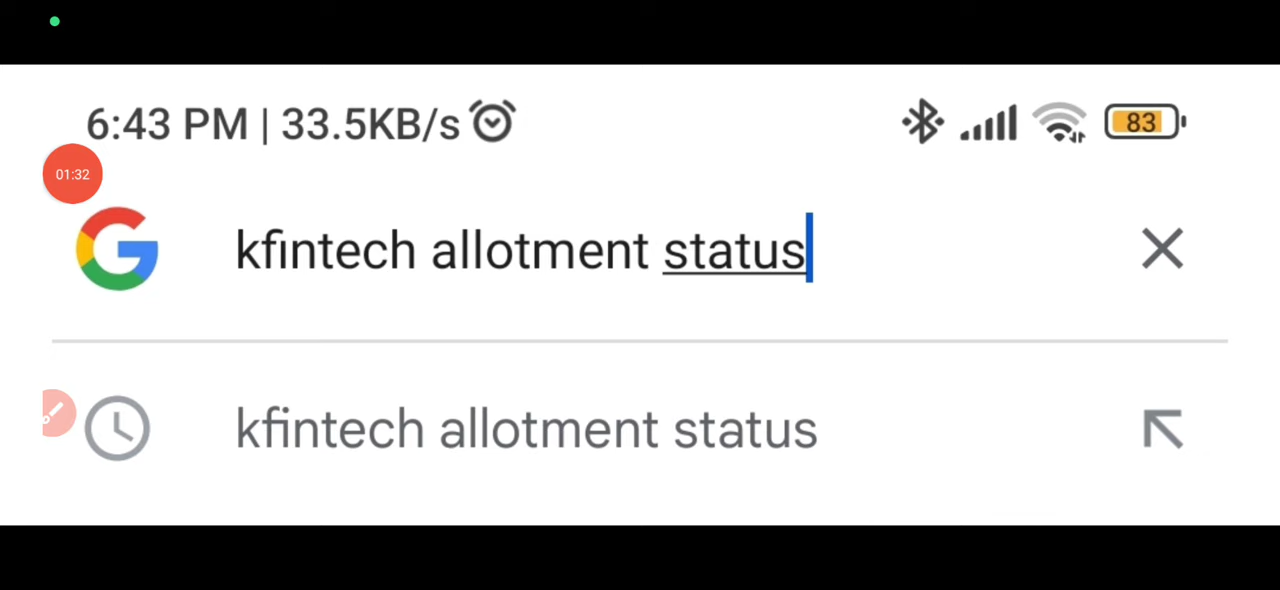 6:43 PM | 33.5KB/s
83
01:32
kfintech allotment status
kfintech allotment status